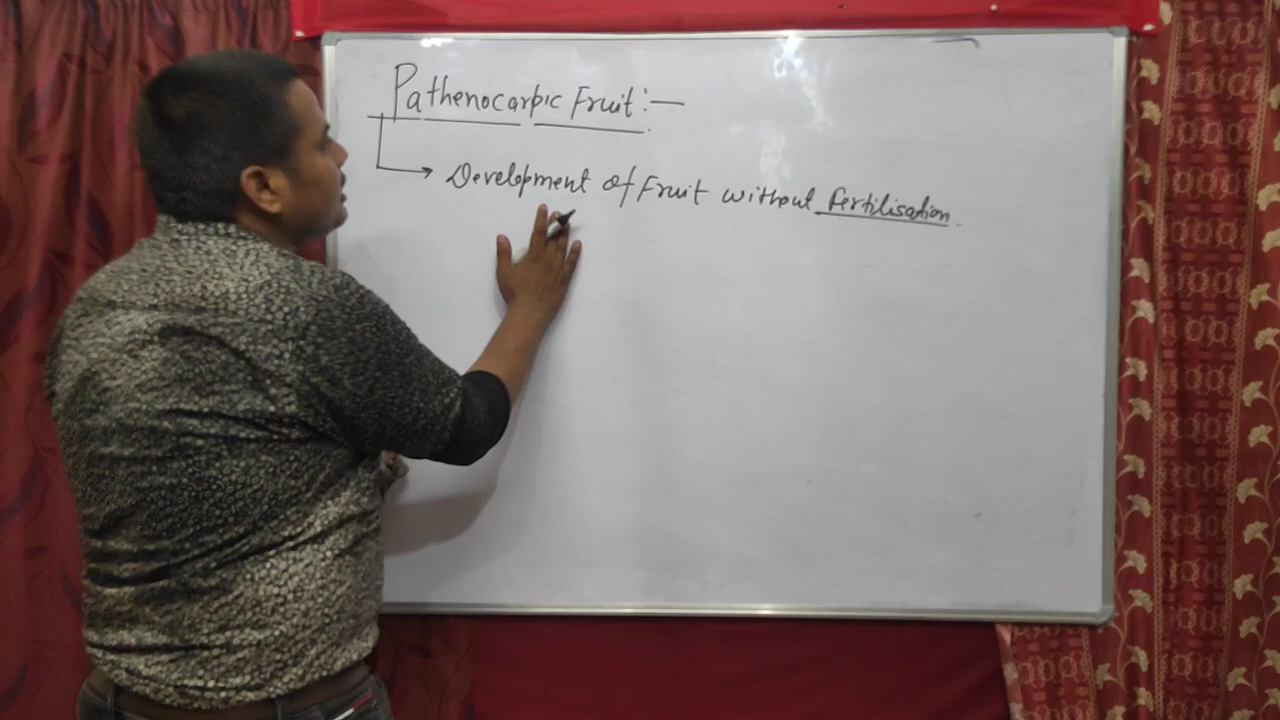 Pathenocarpic Fruit:—
Development of Fruit without fertilisation.